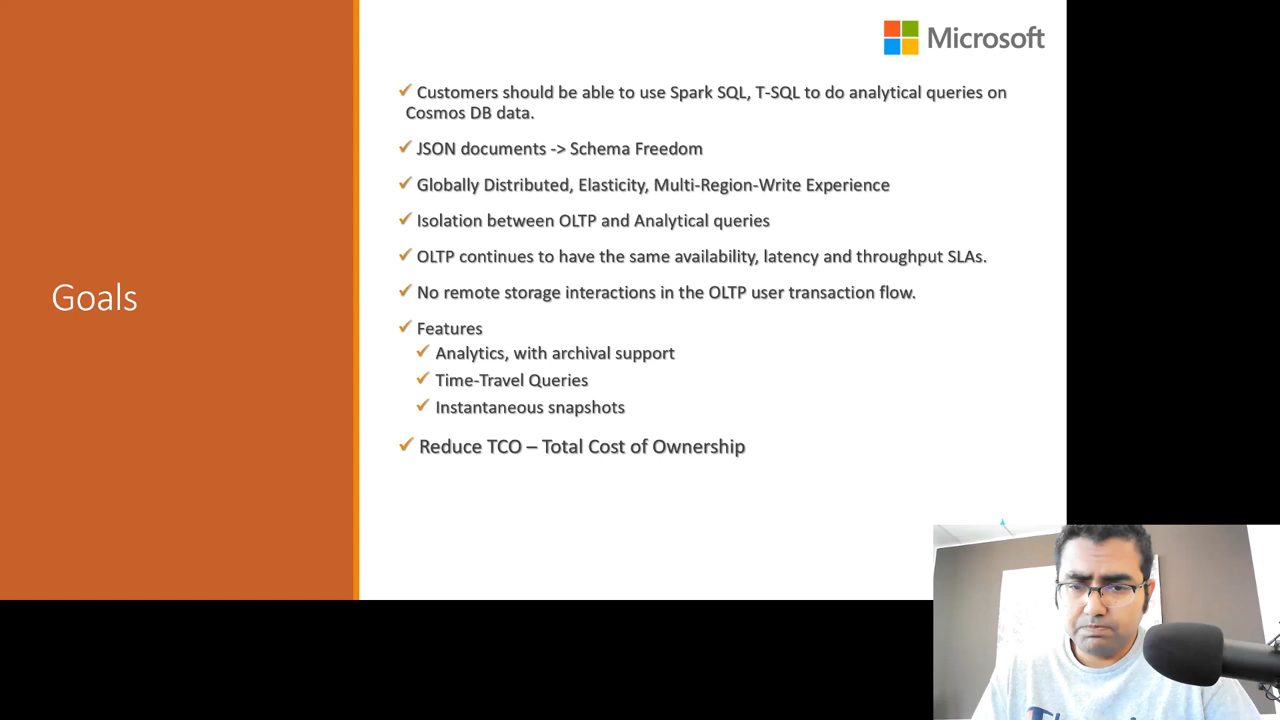 Microsoft
Customers should be able to use Spark SQL, T-SQL to do analytical queries on
Cosmos DB data.
JSON documents -> Schema Freedom
Globally Distributed, Elasticity, Multi-Region-Write Experience
Isolation between OLTP and Analytical queries
OLTP continues to have the same availability, latency and throughput SLAs.
Goals
No remote storage interactions in the OLTP user transaction flow.
Features
Analytics, with archival support
Time-Travel Queries
Instantaneous snapshots
Reduce TCO – Total Cost of Ownership